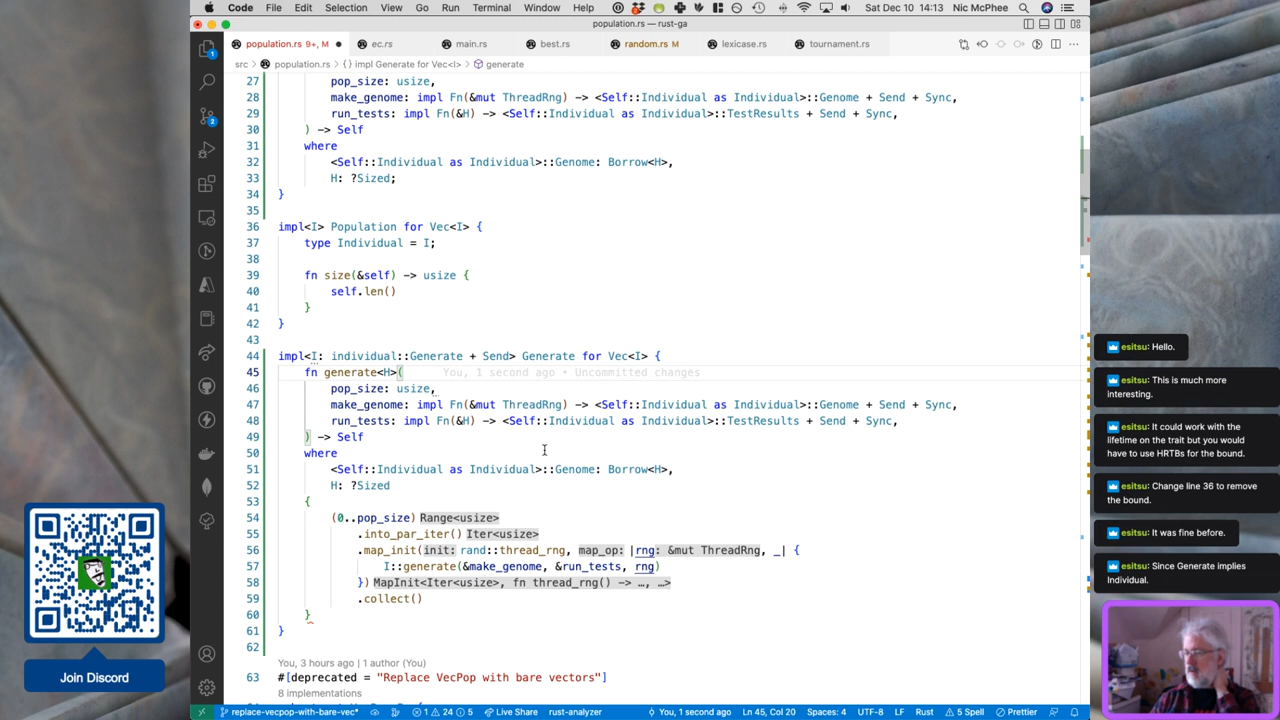 Code File Edit Selection View Go Run Terminal Window Help Sat Dec 10 14:13 Nic McPhee
population.rs — rust-ga
population.rs 9+, M ec.rs main.rs best.rs random.rs M lexicase.rs tournament.rs
src > population.rs > {} impl Generate for Vec<I> > generate
27 pop_size: usize,
28 make_genome: impl Fn(&mut ThreadRng) -> <Self::Individual as Individual>::Genome + Send + Sync,
29 run_tests: impl Fn(&H) -> <Self::Individual as Individual>::TestResults + Send + Sync,
30 ) -> Self
31 where
32 <Self::Individual as Individual>::Genome: Borrow<H>,
33 H: ?Sized;
34 }
35
36 impl<I> Population for Vec<I> {
37 type Individual = I;
38
39 fn size(&self) -> usize {
40 self.len()
41 }
42 }
43
44 impl<I: individual::Generate + Send> Generate for Vec<I> {
45 fn generate<H>( You, 1 second ago • Uncommitted changes
46 pop_size: usize,
47 make_genome: impl Fn(&mut ThreadRng) -> <Self::Individual as Individual>::Genome + Send + Sync,
48 run_tests: impl Fn(&H) -> <Self::Individual as Individual>::TestResults + Send + Sync,
49 ) -> Self
50 where
51 <Self::Individual as Individual>::Genome: Borrow<H>,
52 H: ?Sized
53 {
54 (0..pop_size) Range<usize>
55 .into_par_iter() Iter<usize>
56 .map_init(init: rand::thread_rng, map_op: |rng: &mut ThreadRng, _| {
57 I::generate(&make_genome, &run_tests, rng)
58 }) MapInit<Iter<usize>, fn thread_rng() -> …, …>
59 .collect()
60 }
61 }
62
You, 3 hours ago | 1 author (You)
63 #[deprecated = "Replace VecPop with bare vectors"]
8 implementations
replace-vecpop-with-bare-vec* 1 24 5 Live Share rust-analyzer You, 1 second ago Ln 45, Col 20 Spaces: 4 UTF-8 LF Rust 5 Spell Prettier
Join Discord
esitsu: Hello.
esitsu: This is much more
interesting.
esitsu: It could work with the
lifetime on the trait but you would
have to use HRTBs for the bound.
esitsu: Change line 36 to remove
the bound.
esitsu: It was fine before.
esitsu: Since Generate implies
Individual.